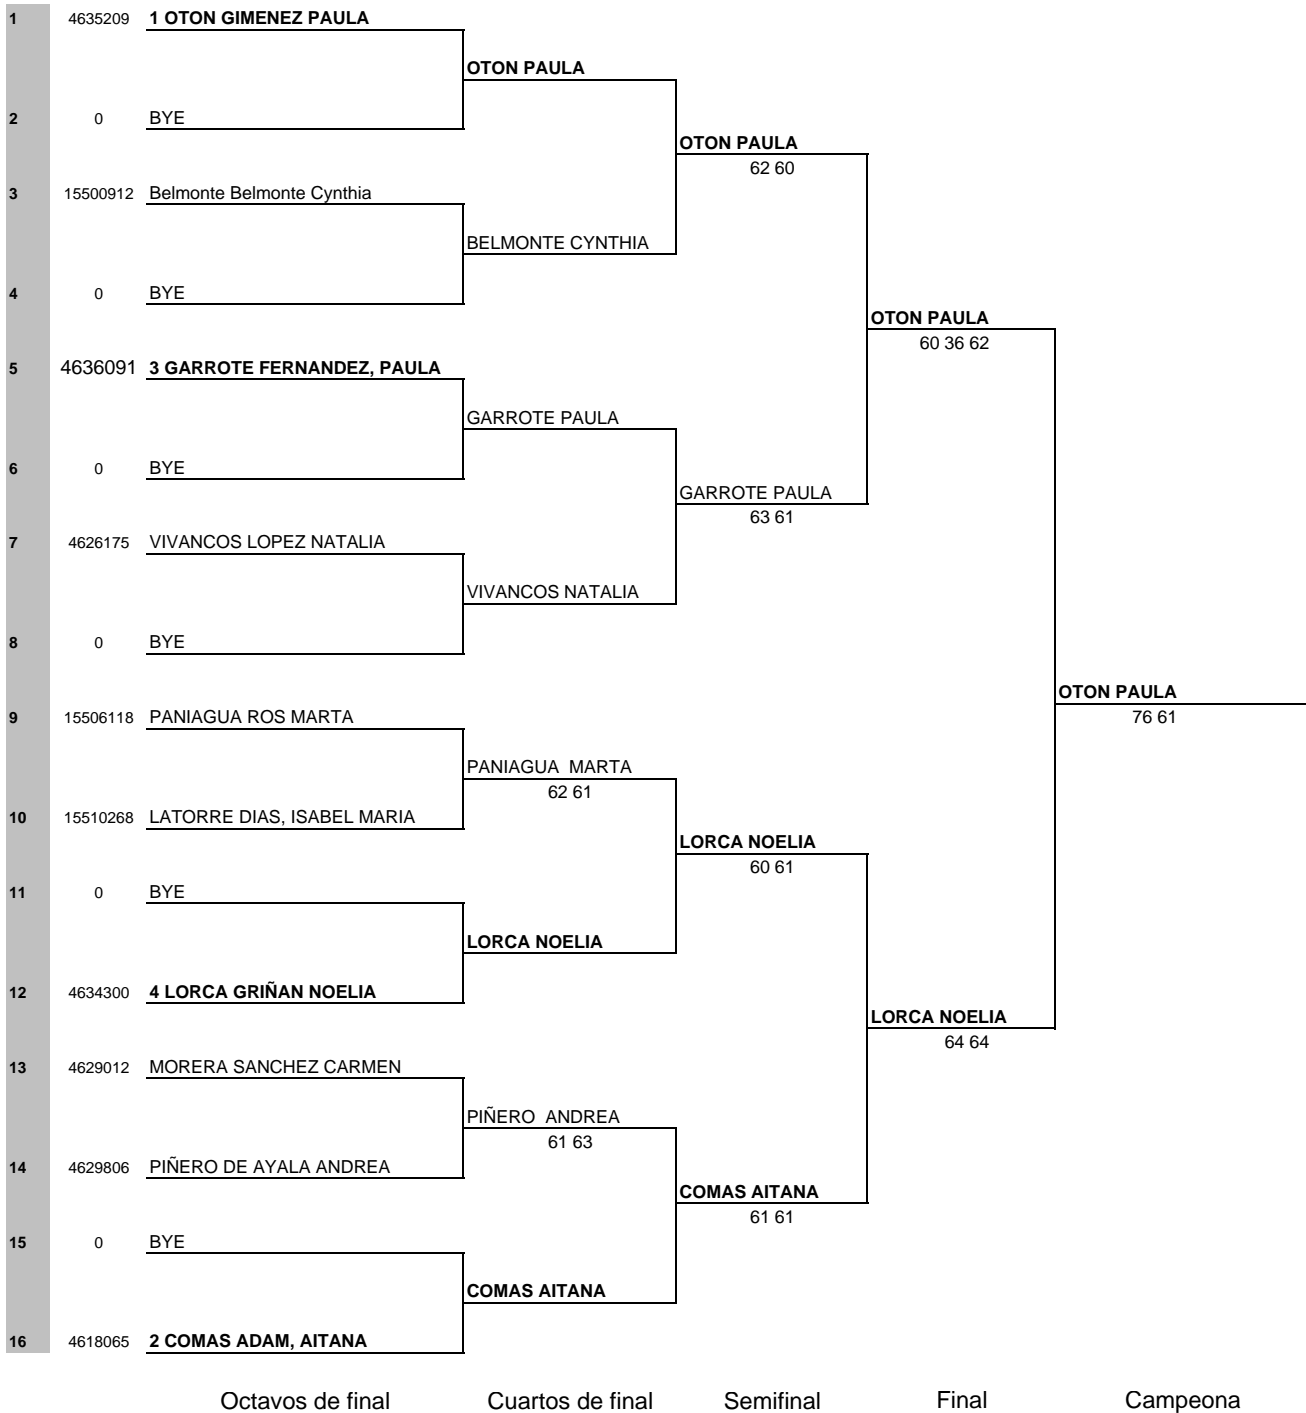 1 4635209 1 OTON GIMENEZ PAULA
OTON PAULA
2 0 BYE
OTON PAULA
62 60
3 15500912 Belmonte Belmonte Cynthia
BELMONTE CYNTHIA
4 0 BYE
OTON PAULA
60 36 62
5 4636091 3 GARROTE FERNANDEZ, PAULA
GARROTE PAULA
6 0 BYE
GARROTE PAULA
63 61
7 4626175 VIVANCOS LOPEZ NATALIA
VIVANCOS NATALIA
8 0 BYE
OTON PAULA
76 61
9 15506118 PANIAGUA ROS MARTA
PANIAGUA  MARTA
62 61
10 15510268 LATORRE DIAS, ISABEL MARIA
LORCA NOELIA
60 61
11 0 BYE
LORCA NOELIA
12 4634300 4 LORCA GRIÑAN NOELIA
LORCA NOELIA
64 64
13 4629012 MORERA SANCHEZ CARMEN
PIÑERO  ANDREA
61 63
14 4629806 PIÑERO DE AYALA ANDREA
COMAS AITANA
61 61
15 0 BYE
COMAS AITANA
16 4618065 2 COMAS ADAM, AITANA
Octavos de final Cuartos de final Semifinal Final Campeona